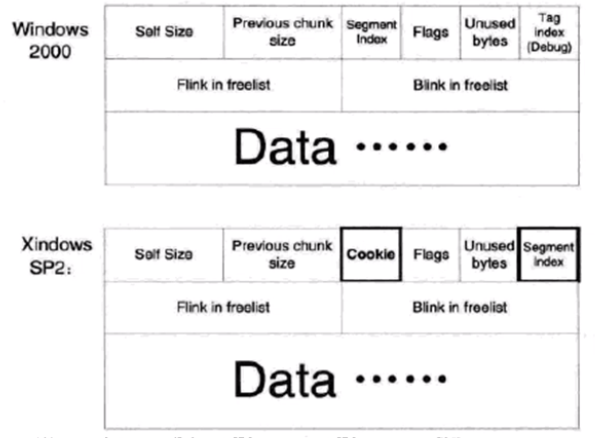 Windows
2000
Self Size
Previous chunk
size
Segment
Index
Flags
Unused
bytes
Tag
index
(Debug)
Flink in freelist
Blink in freelist
Data ······
Xindows
SP2:
Self Size
Previous chunk
size
Cookie
Flags
Unused
bytes
Segment
Index
Flink in freelist
Blink in freelist
Data ······